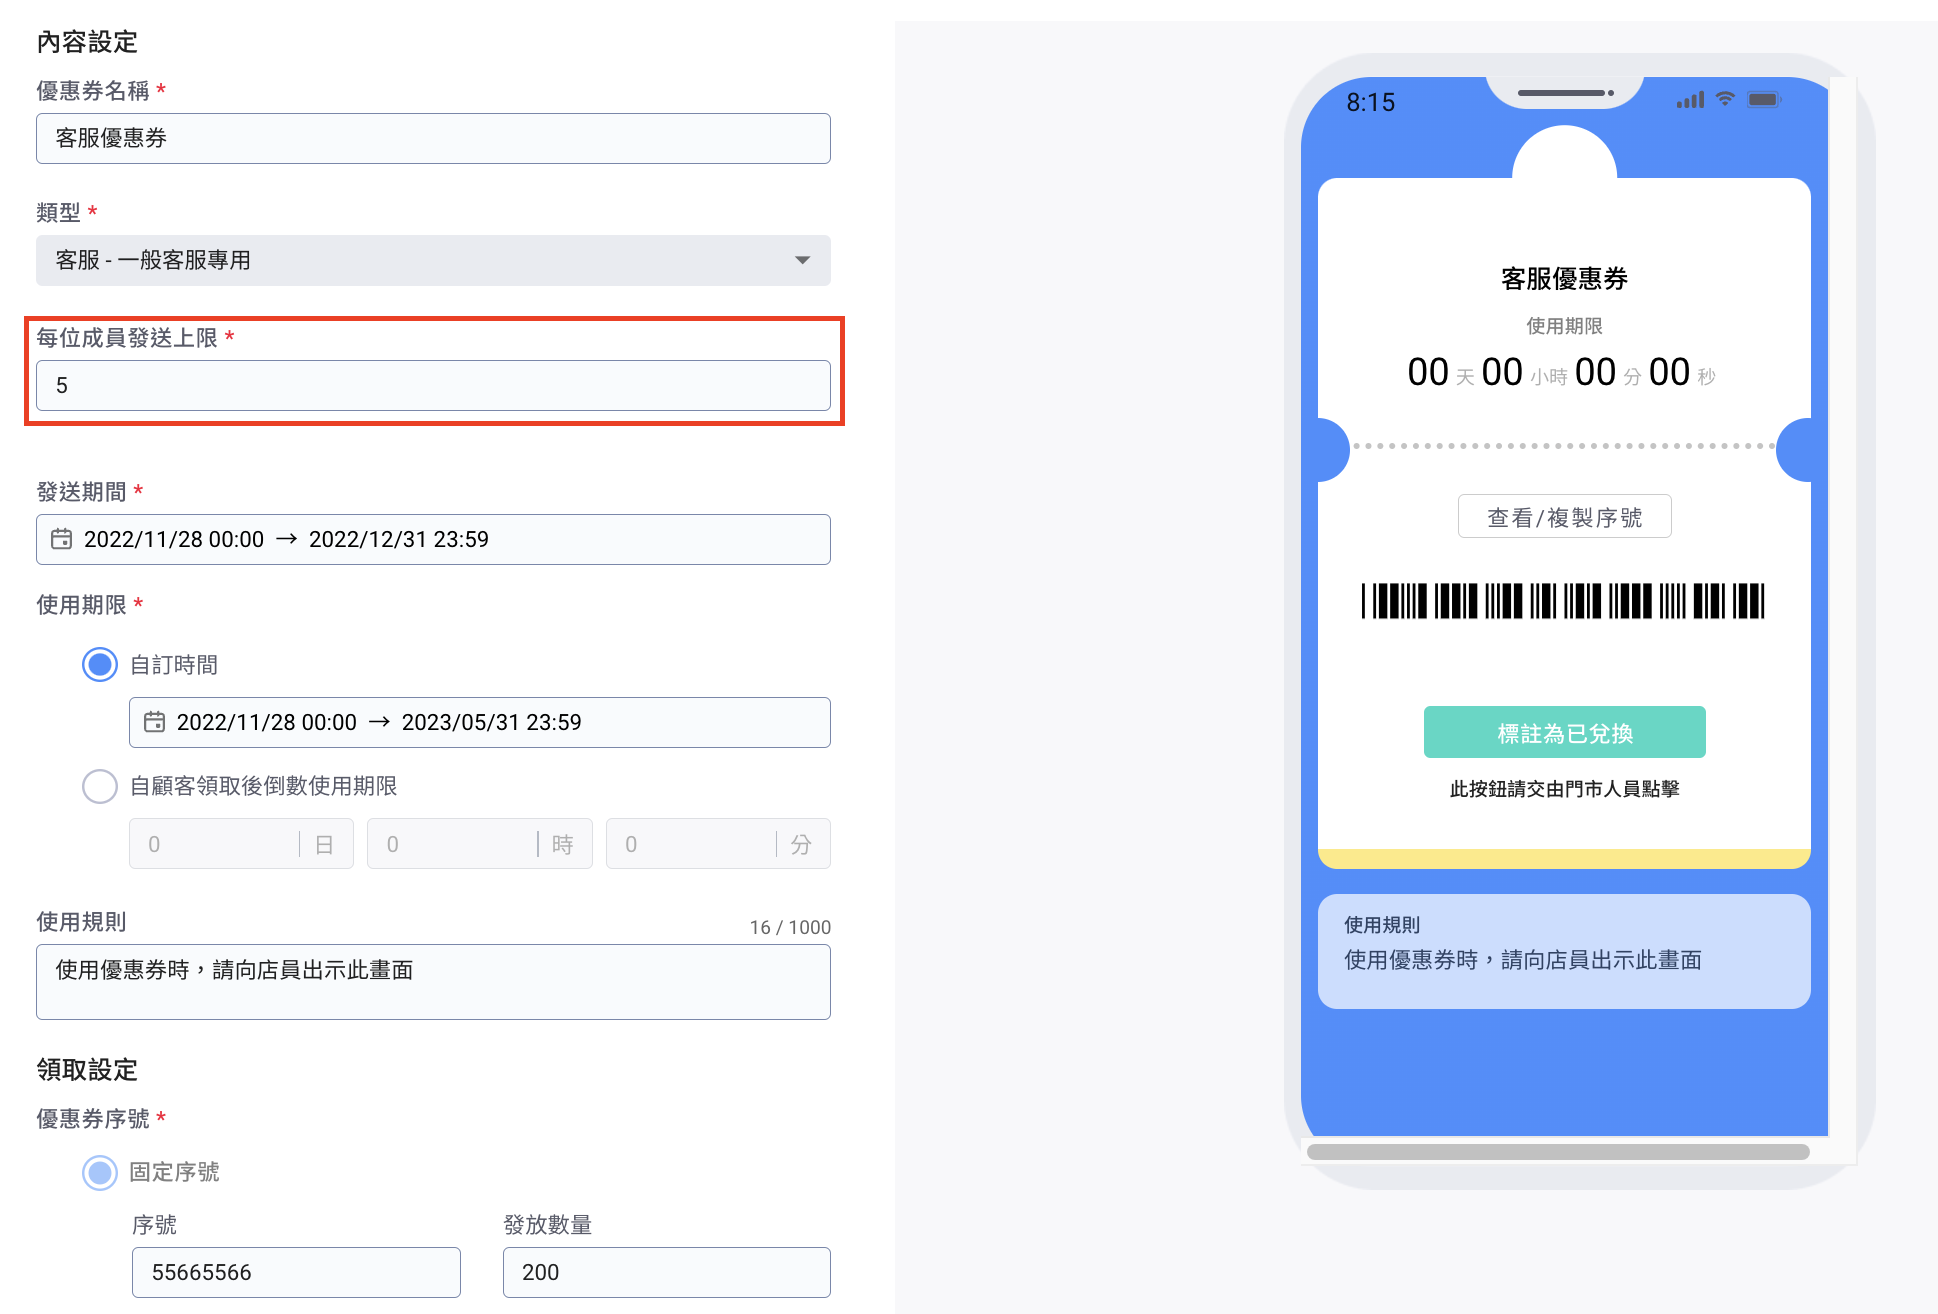 內容設定
優惠券名稱 *
客服優惠券
類型 *
客服 - 一般客服專用
每位成員發送上限 *
5
發送期間 *
2022/11/28 00:00 → 2022/12/31 23:59
使用期限 *
自訂時間
2022/11/28 00:00 → 2023/05/31 23:59
自顧客領取後倒數使用期限
0 日 0 時 0 分
使用規則 16 / 1000
使用優惠券時，請向店員出示此畫面
領取設定
優惠券序號 *
固定序號
序號 發放數量
55665566 200
8:15
客服優惠券
使用期限
00 天 00 小時 00 分 00 秒
查看/複製序號
標註為已兌換
此按鈕請交由門市人員點擊
使用規則
使用優惠券時，請向店員出示此畫面